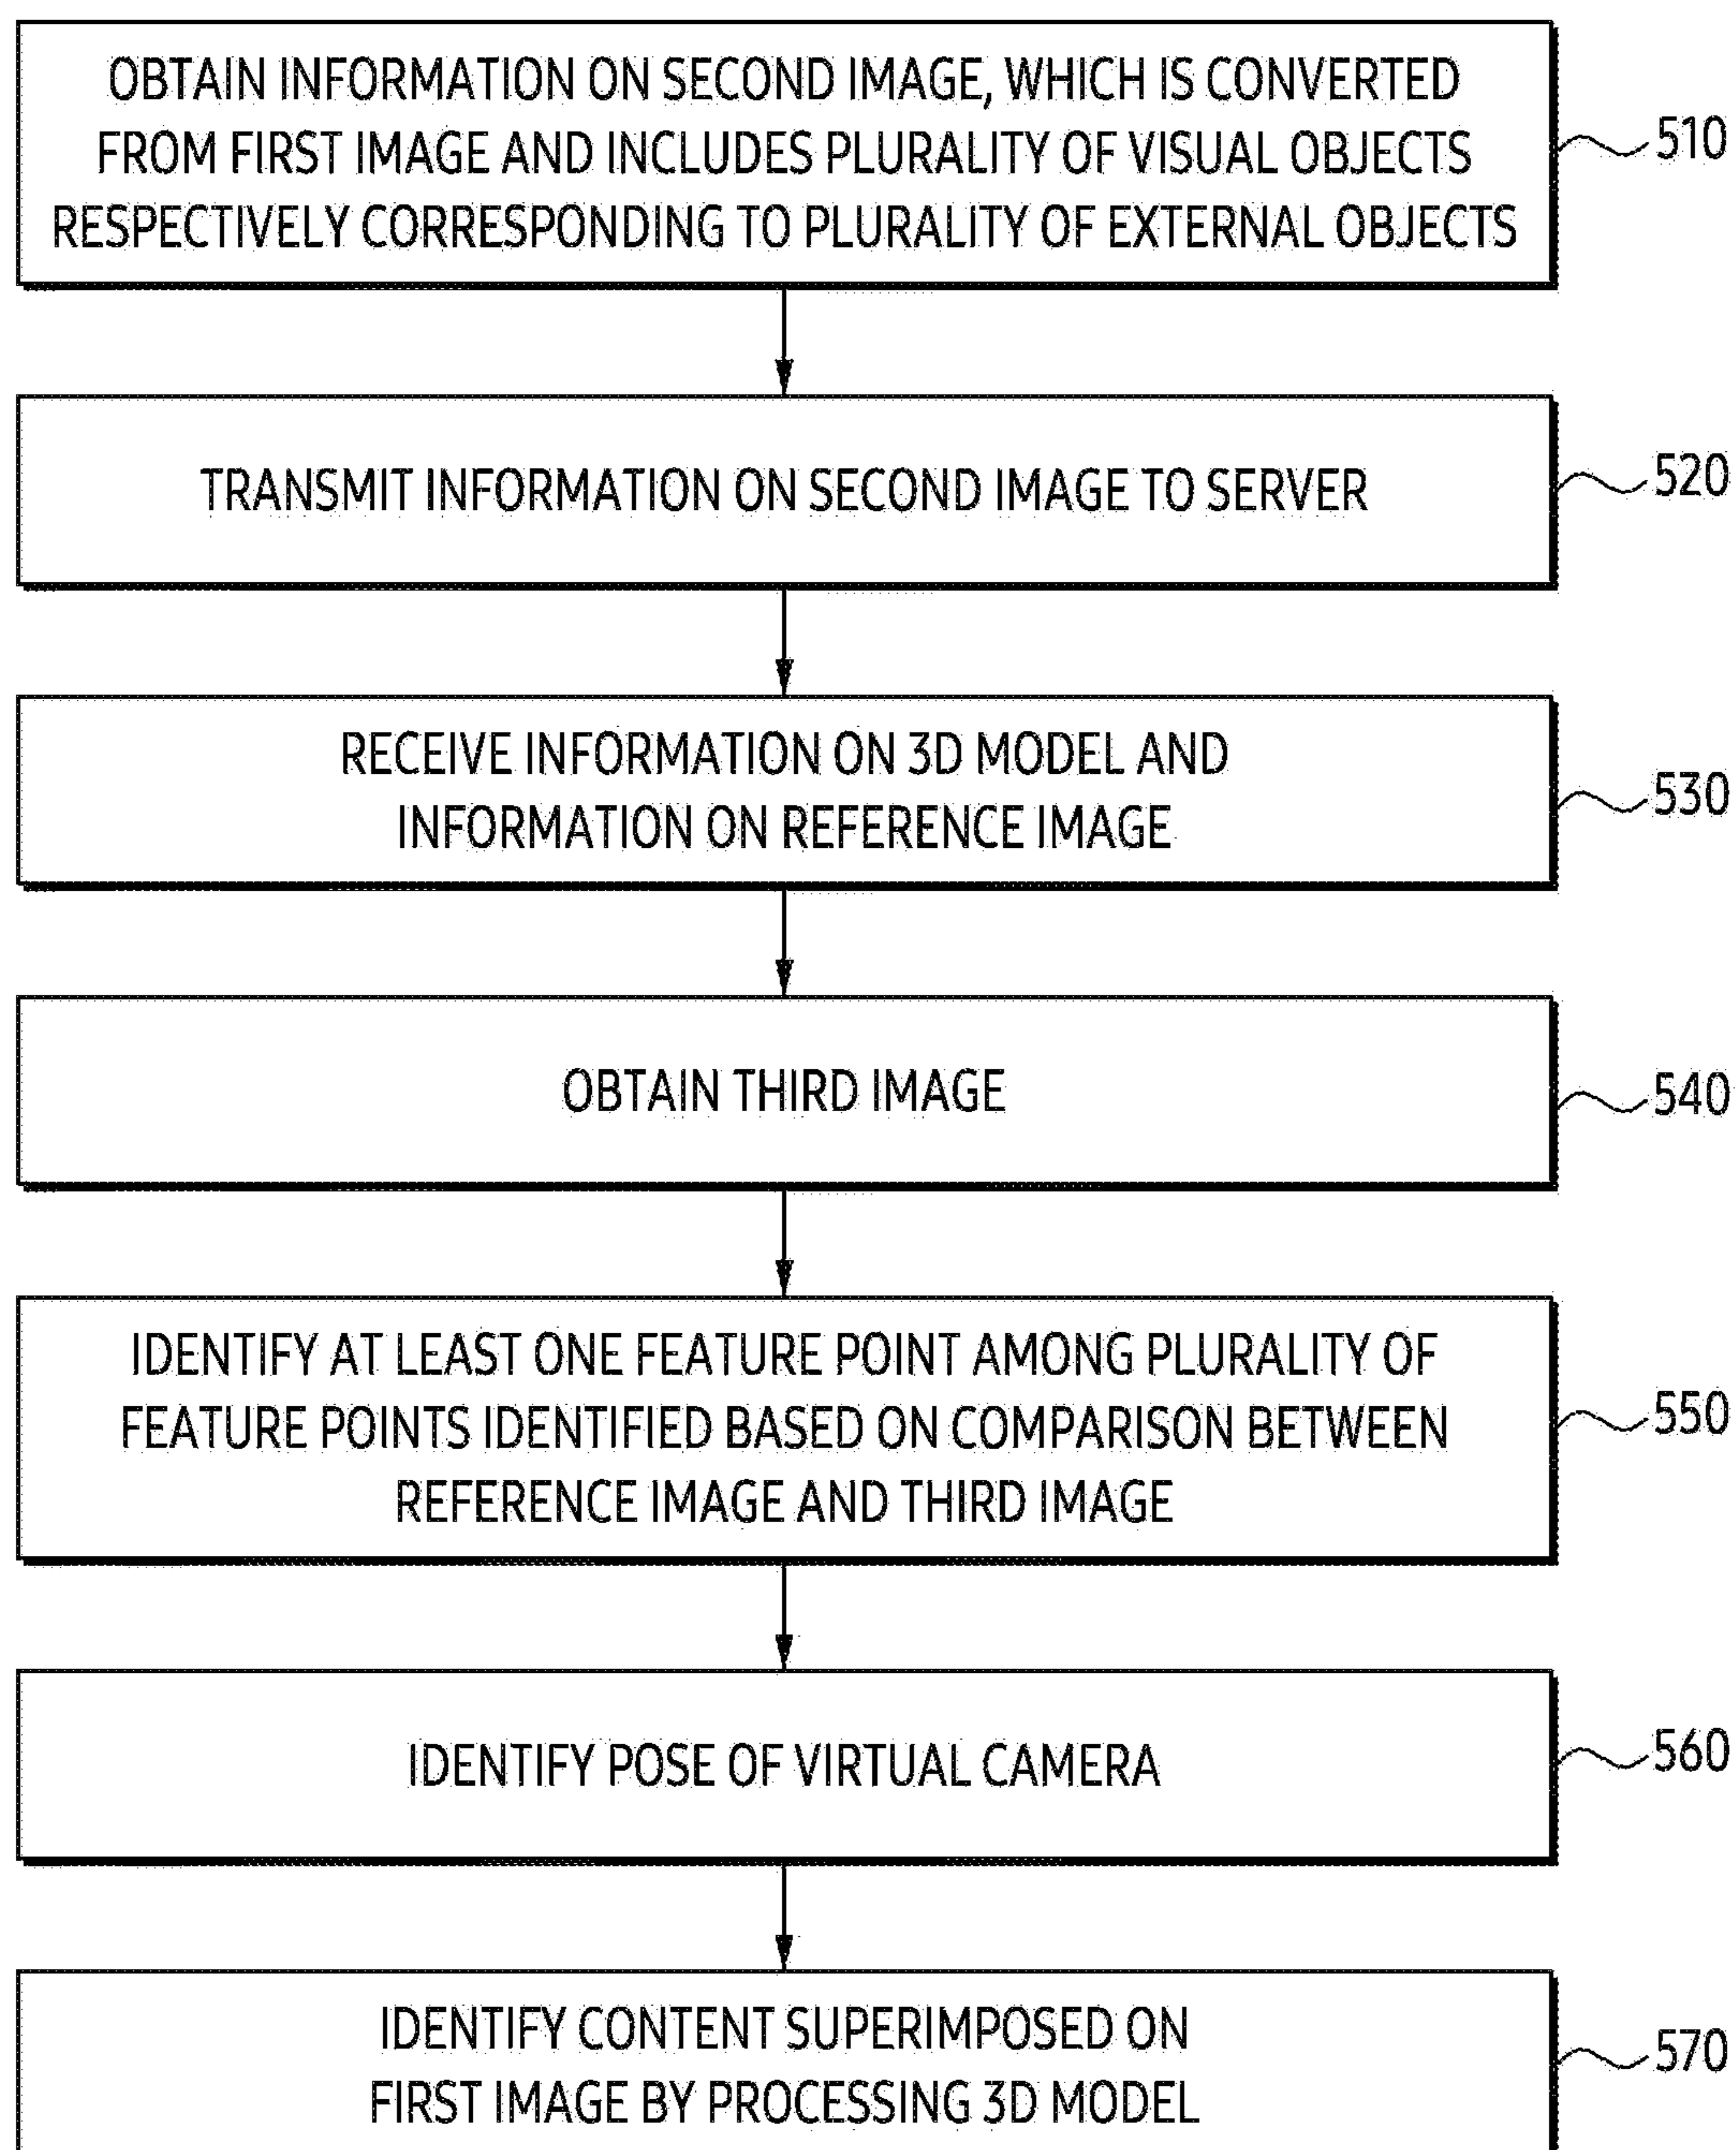 OBTAIN INFORMATION ON SECOND IMAGE, WHICH IS CONVERTED
FROM FIRST IMAGE AND INCLUDES PLURALITY OF VISUAL OBJECTS
RESPECTIVELY CORRESPONDING TO PLURALITY OF EXTERNAL OBJECTS
510
TRANSMIT INFORMATION ON SECOND IMAGE TO SERVER
520
RECEIVE INFORMATION ON 3D MODEL AND
INFORMATION ON REFERENCE IMAGE
530
OBTAIN THIRD IMAGE
540
IDENTIFY AT LEAST ONE FEATURE POINT AMONG PLURALITY OF
FEATURE POINTS IDENTIFIED BASED ON COMPARISON BETWEEN
REFERENCE IMAGE AND THIRD IMAGE
550
IDENTIFY POSE OF VIRTUAL CAMERA
560
IDENTIFY CONTENT SUPERIMPOSED ON
FIRST IMAGE BY PROCESSING 3D MODEL
570